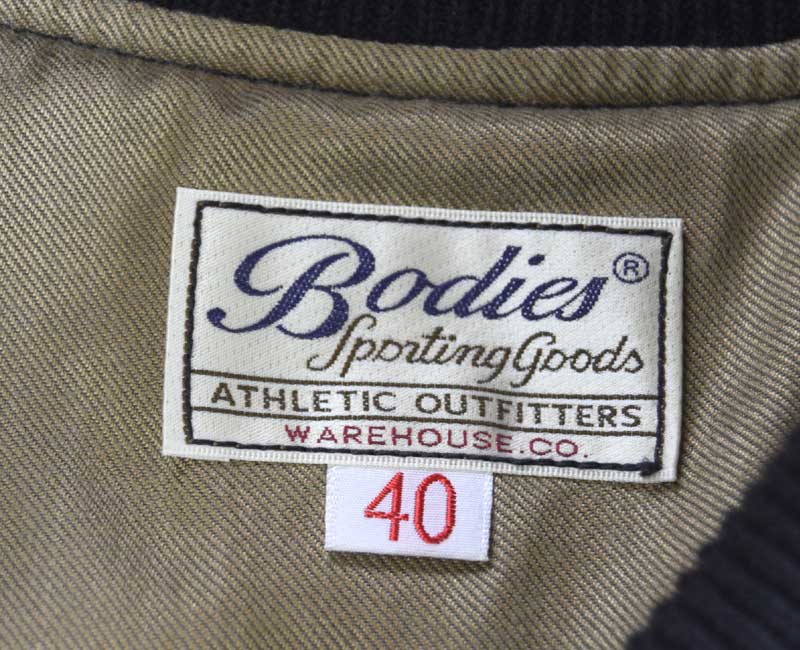 Bodies®
Sporting Goods
ATHLETIC OUTFITTERS
WAREHOUSE.CO.
40